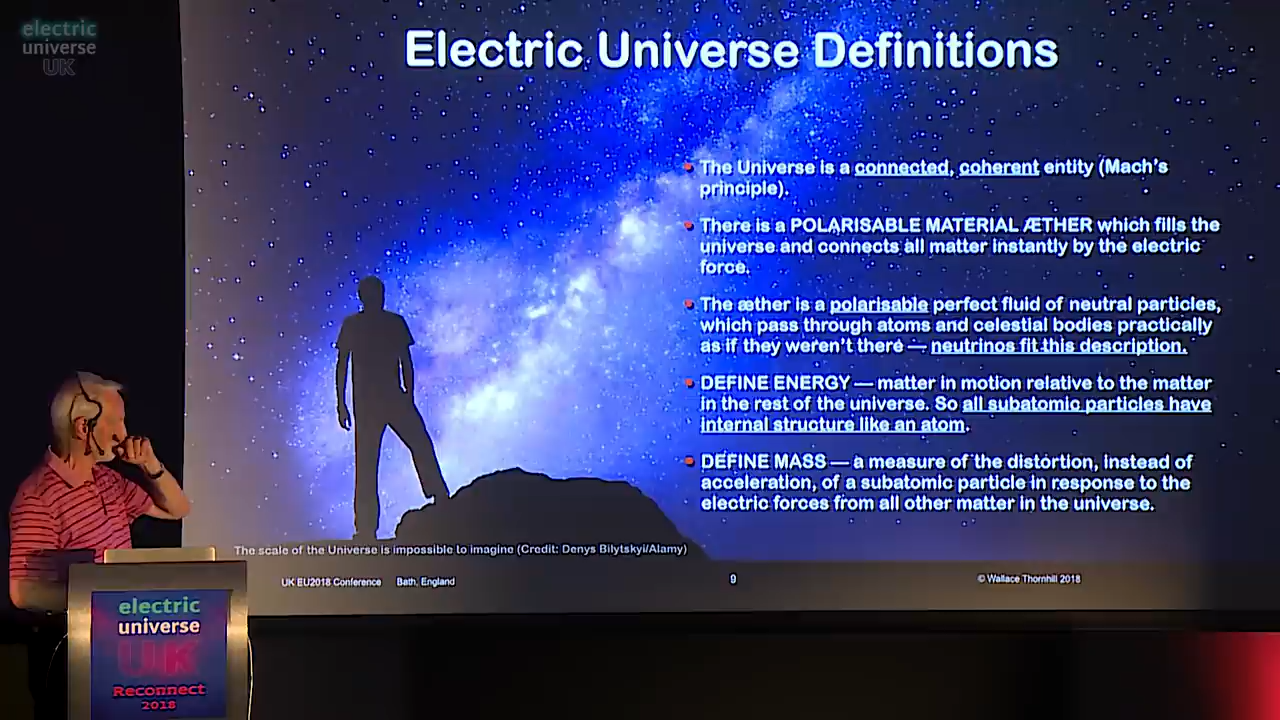 electric
universe
UK
Electric Universe Definitions
The Universe is a connected, coherent entity (Mach's
principle).
There is a POLARISABLE MATERIAL ÆTHER which fills the
universe and connects all matter instantly by the electric
force.
The æther is a polarisable perfect fluid of neutral particles,
which pass through atoms and celestial bodies practically
as if they weren't there — neutrinos fit this description.
DEFINE ENERGY — matter in motion relative to the matter
in the rest of the universe. So all subatomic particles have
internal structure like an atom.
DEFINE MASS — a measure of the distortion, instead of
acceleration, of a subatomic particle in response to the
electric forces from all other matter in the universe.
The scale of the Universe is impossible to imagine (Credit: Denys Bilytskyi/Alamy)
UK EU2018 Conference Bath, England 9 © Wallace Thornhill 2018
electric
universe
UK
Reconnect
2018